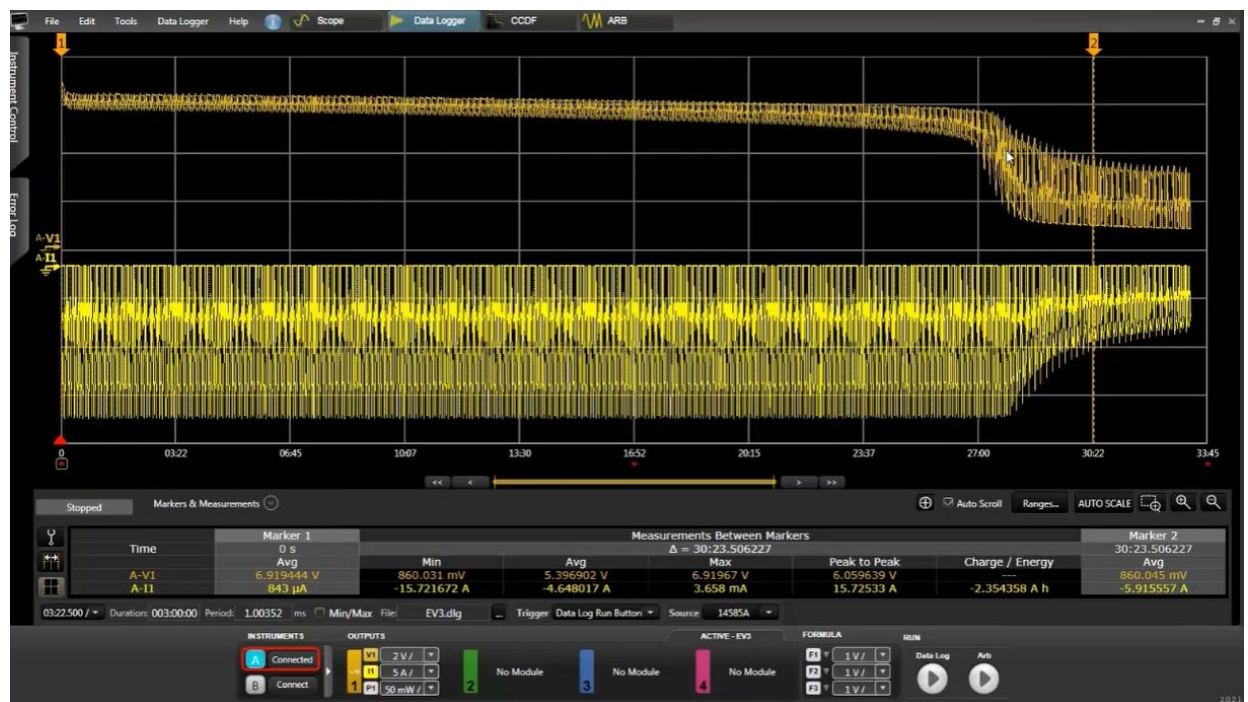 File Edit Tools Data Logger Help Scope Data Logger CCDF ARB
Instrument Control
Error Log
1
2
A-V1
A-I1
0 03:22 06:45 10:07 13:30 16:52 20:15 23:37 27:00 30:22 33:45
<< < > >>
Stopped Markers & Measurements Auto Scroll Ranges... AUTO SCALE
Marker 1 Measurements Between Markers Marker 2
Time 0 s Δ = 30:23.506227 30:23.506227
Avg Min Avg Max Peak to Peak Charge / Energy Avg
A-V1 6.919444 V 860.031 mV 5.396902 V 6.91967 V 6.059639 V --- 860.045 mV
A-I1 843 µA -15.721672 A -4.648017 A 3.658 mA 15.72533 A -2.354358 A h -5.915557 A
03:22.500 / Duration: 03:00:00 Period: 1.00352 ms Min/Max File: EV3.dlg ... Trigger Data Log Run Button Source 14585A
INSTRUMENTS OUTPUTS ACTIVE - EV3 FORMULA RUN
A Connected V1 2 V / F1 1 V / Data Log Arb
I1 5 A / No Module No Module No Module F2 1 V /
B Connect 1 P1 50 mW / 2 3 4 F3 1 V /
2021